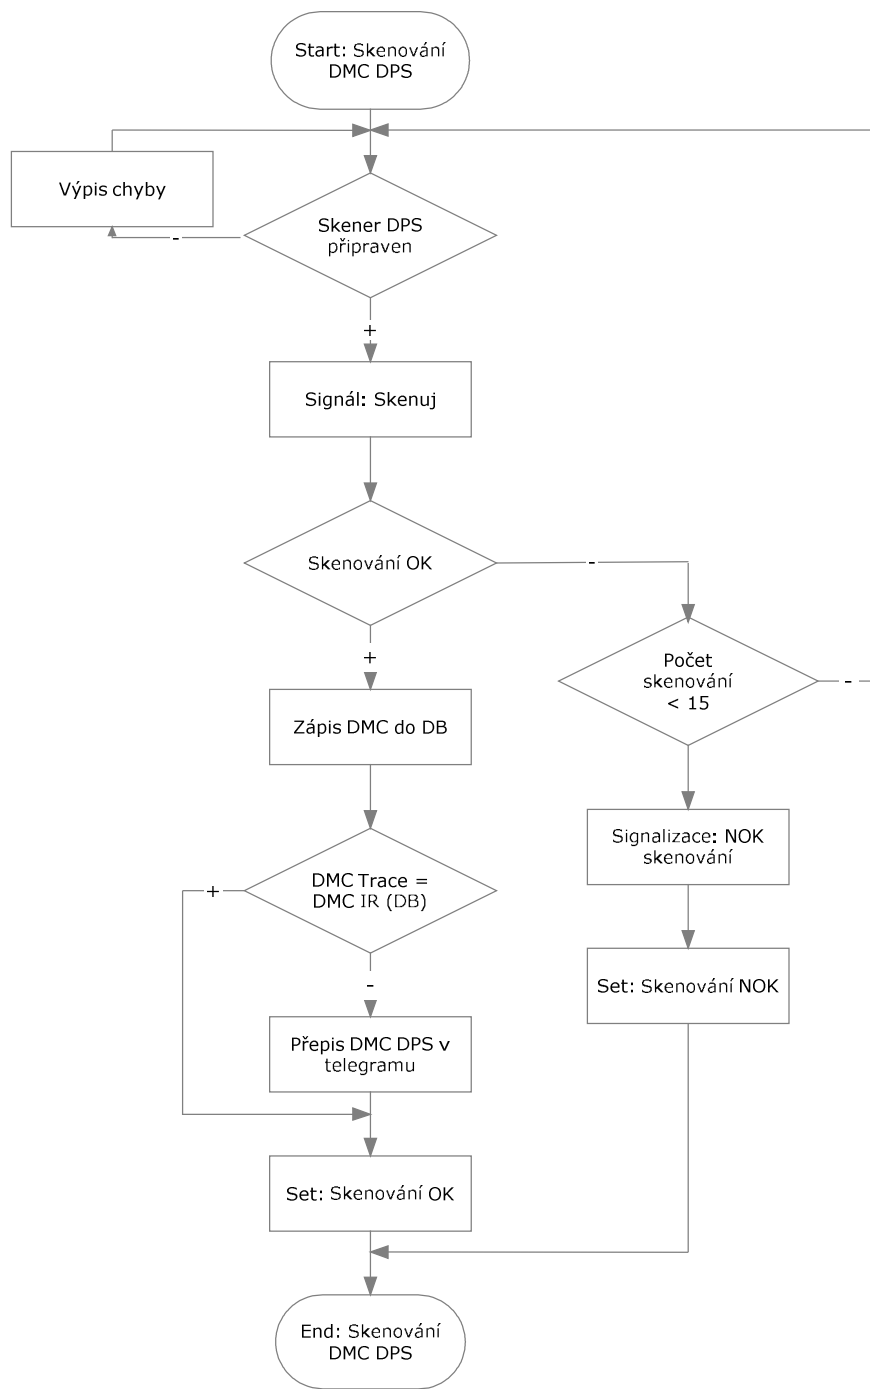 Start: Skenování
DMC DPS
Výpis chyby
Skener DPS
připraven
-
+
Signál: Skenuj
Skenování OK
-
+
Počet
skenování
< 15
-
Zápis DMC do DB
Signalizace: NOK
skenování
DMC Trace =
DMC IR (DB)
+
-
Set: Skenování NOK
Přepis DMC DPS v
telegramu
Set: Skenování OK
End: Skenování
DMC DPS